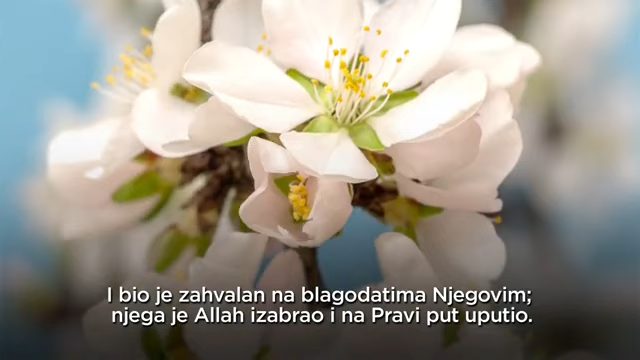 I bio je zahvalan na blagodatima Njegovim;
njega je Allah izabrao i na Pravi put uputio.